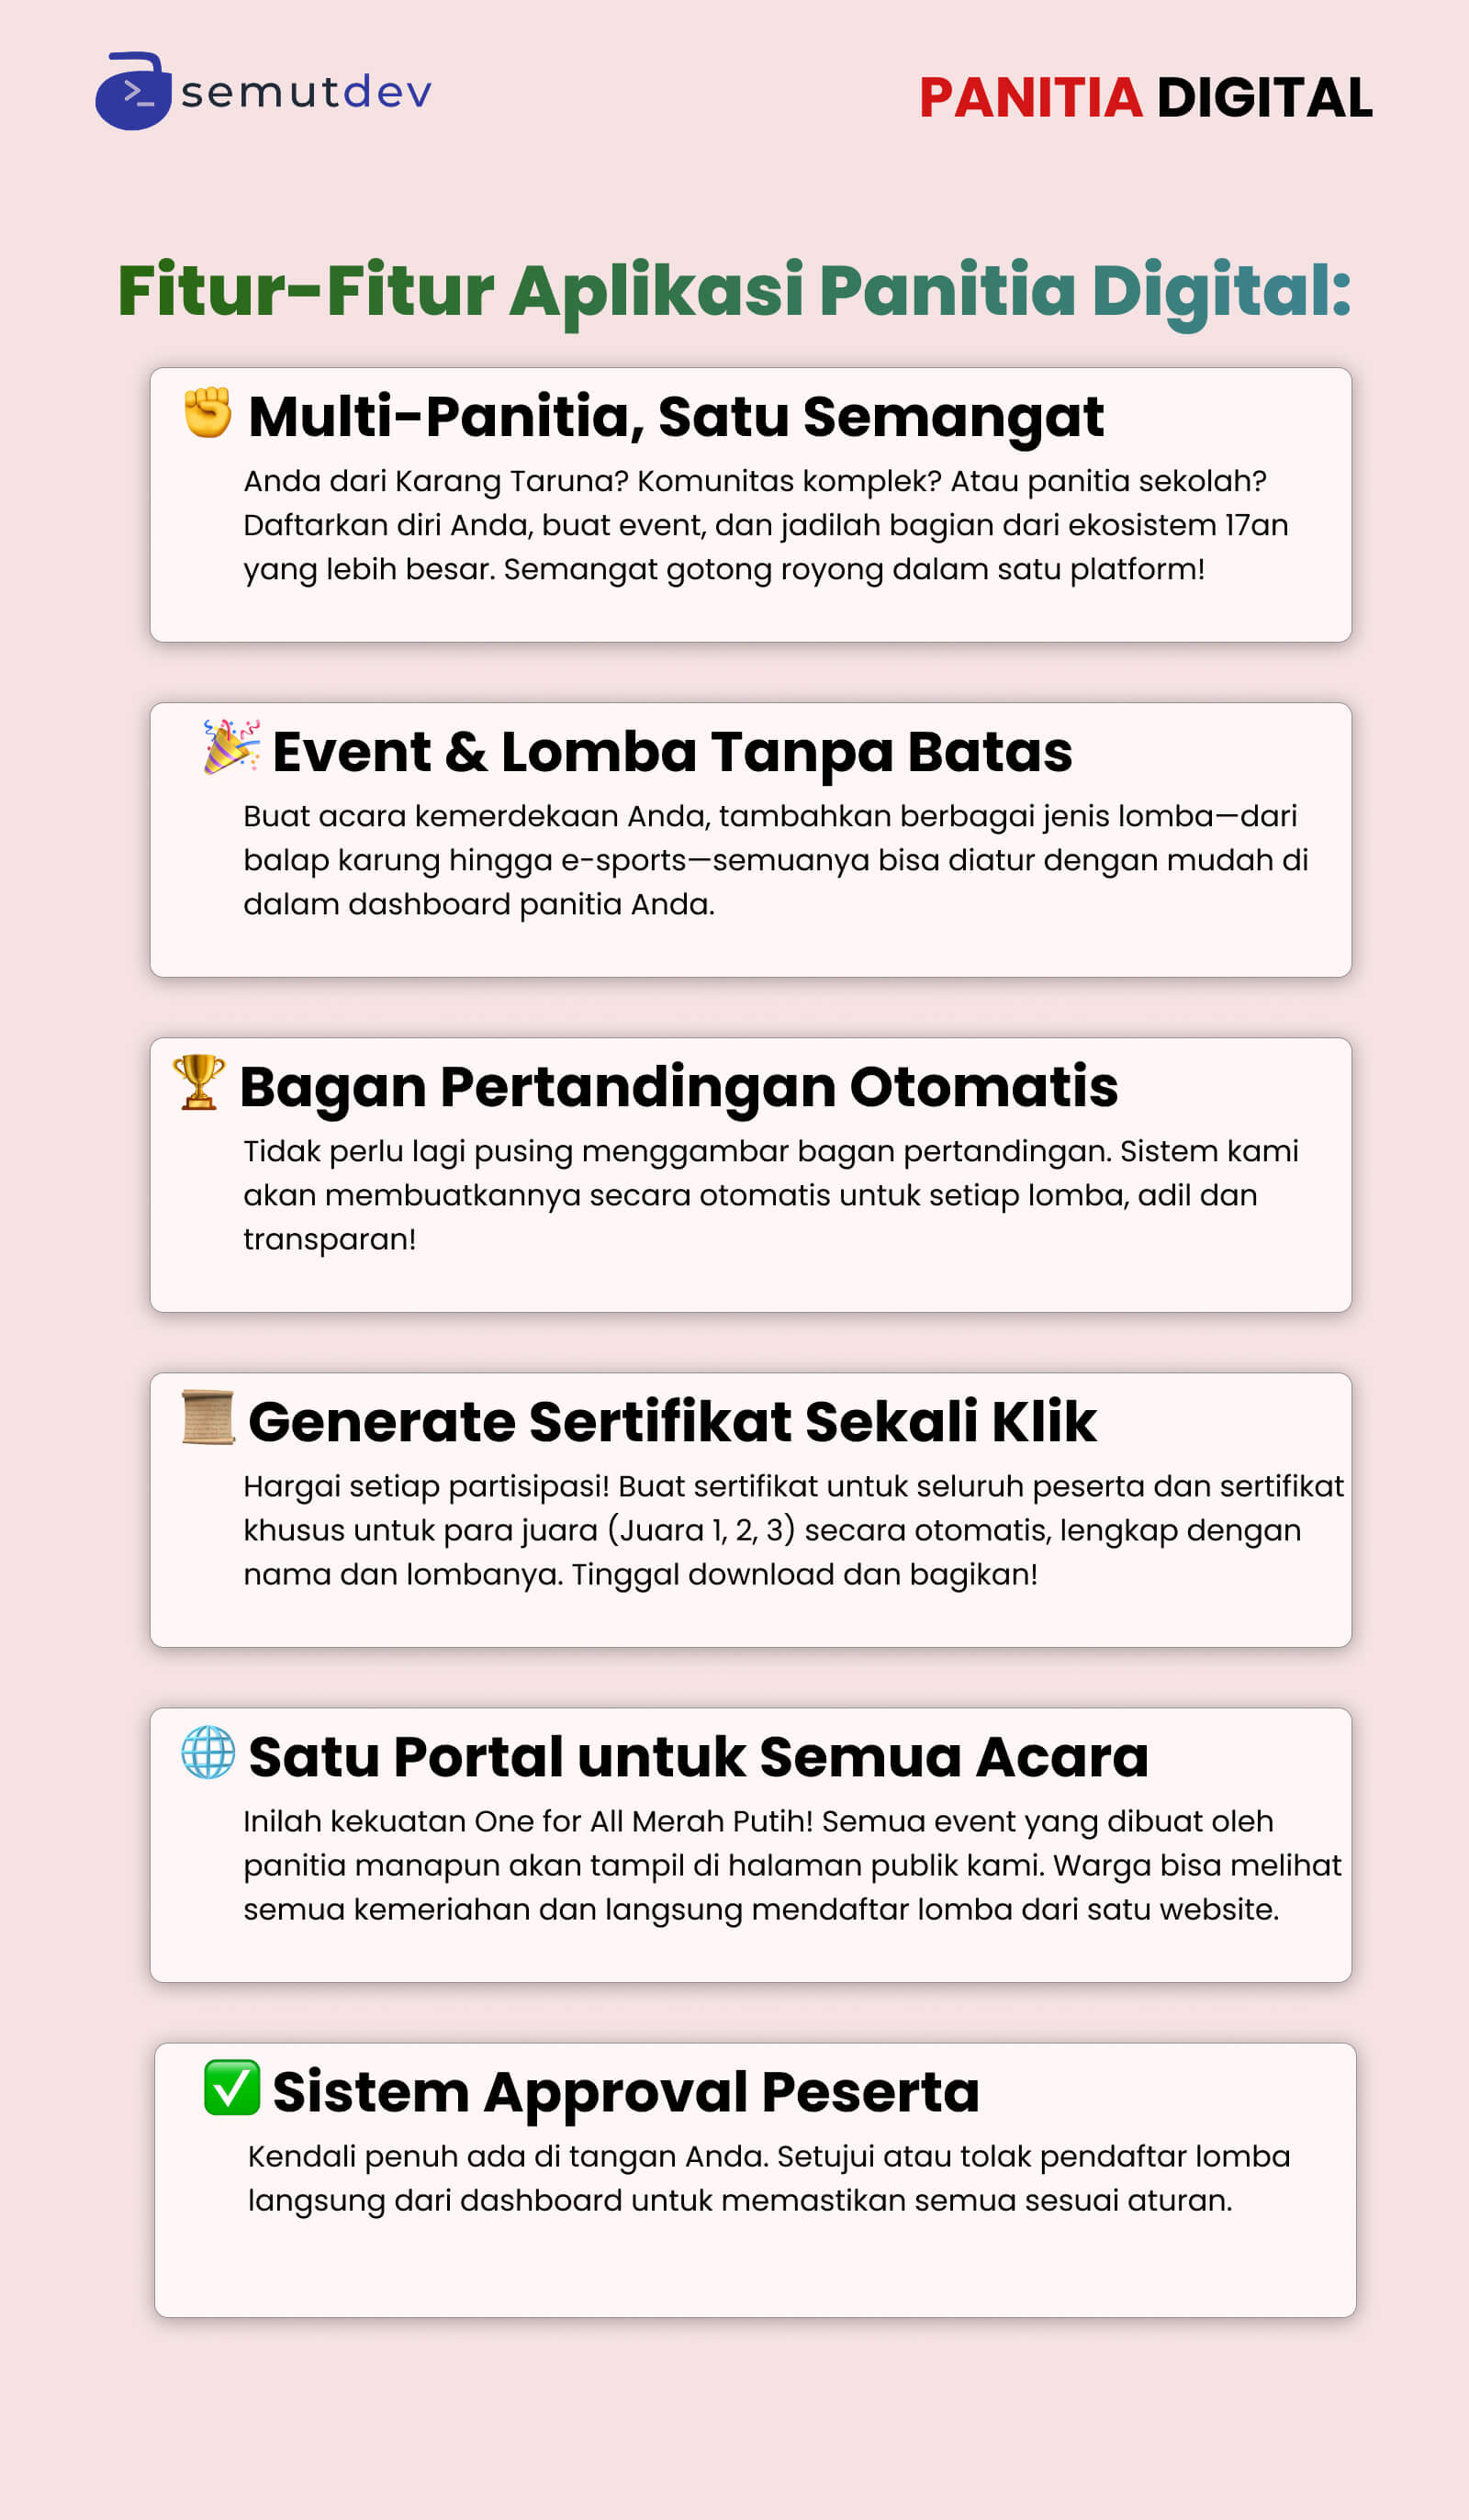 semutdev
PANITIA DIGITAL
Fitur-Fitur Aplikasi Panitia Digital:
✊ Multi-Panitia, Satu Semangat
Anda dari Karang Taruna? Komunitas komplek? Atau panitia sekolah?
Daftarkan diri Anda, buat event, dan jadilah bagian dari ekosistem 17an
yang lebih besar. Semangat gotong royong dalam satu platform!
🎉 Event & Lomba Tanpa Batas
Buat acara kemerdekaan Anda, tambahkan berbagai jenis lomba—dari
balap karung hingga e-sports—semuanya bisa diatur dengan mudah di
dalam dashboard panitia Anda.
🏆 Bagan Pertandingan Otomatis
Tidak perlu lagi pusing menggambar bagan pertandingan. Sistem kami
akan membuatkannya secara otomatis untuk setiap lomba, adil dan
transparan!
📜 Generate Sertifikat Sekali Klik
Hargai setiap partisipasi! Buat sertifikat untuk seluruh peserta dan sertifikat
khusus untuk para juara (Juara 1, 2, 3) secara otomatis, lengkap dengan
nama dan lombanya. Tinggal download dan bagikan!
🌐 Satu Portal untuk Semua Acara
Inilah kekuatan One for All Merah Putih! Semua event yang dibuat oleh
panitia manapun akan tampil di halaman publik kami. Warga bisa melihat
semua kemeriahan dan langsung mendaftar lomba dari satu website.
✅ Sistem Approval Peserta
Kendali penuh ada di tangan Anda. Setujui atau tolak pendaftar lomba
langsung dari dashboard untuk memastikan semua sesuai aturan.